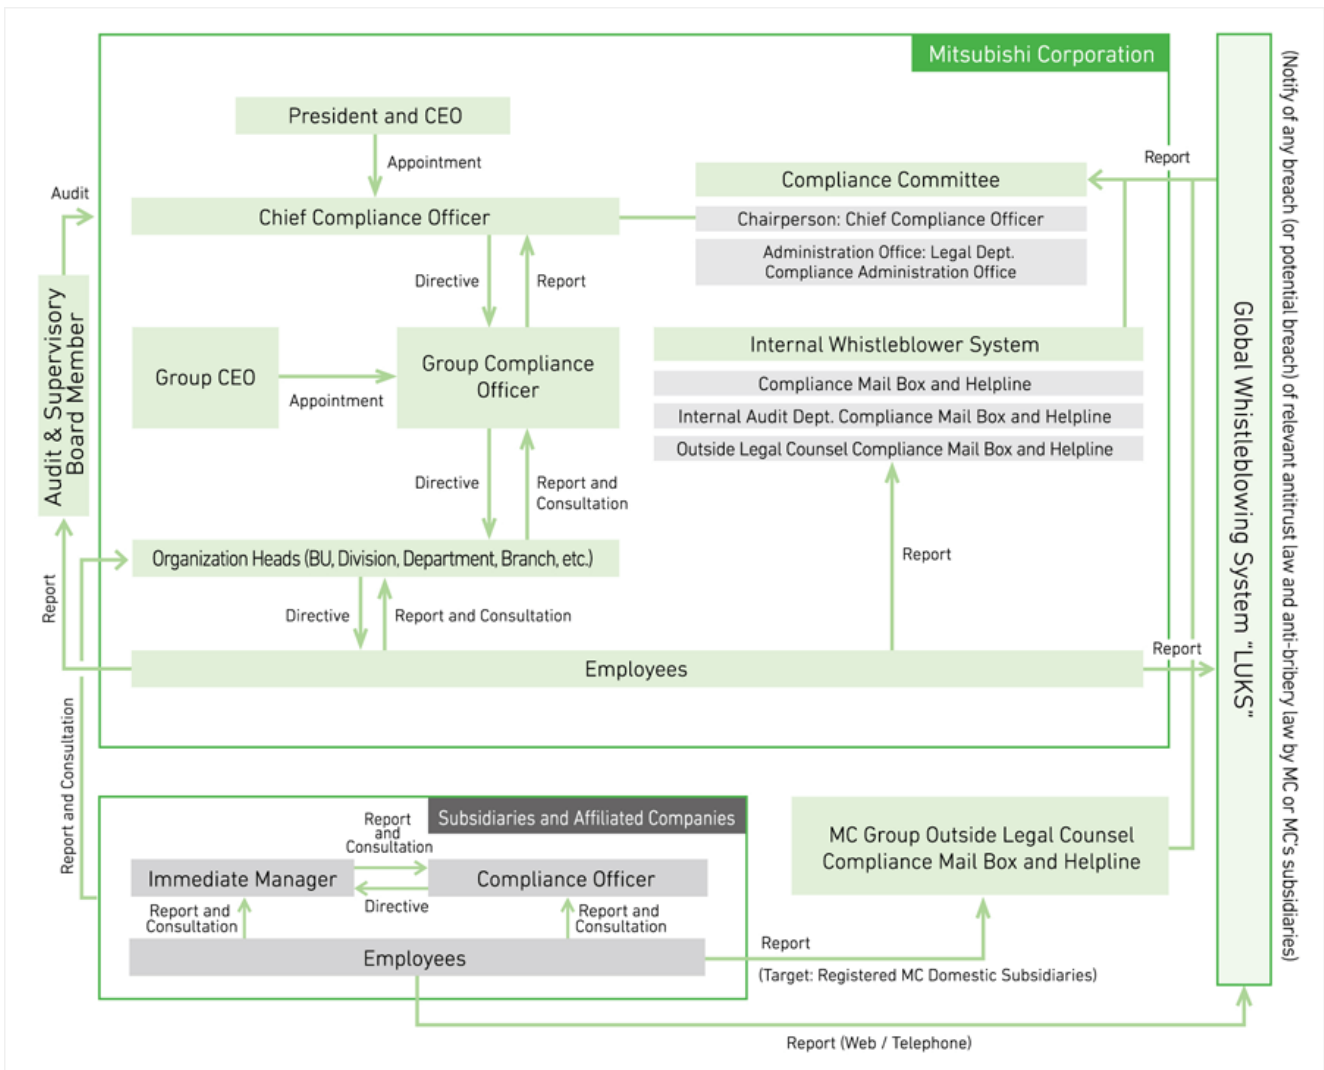 Mitsubishi Corporation
President and CEO
Appointment
Report
Compliance Committee
Audit
Chief Compliance Officer
Chairperson: Chief Compliance Officer
Administration Office: Legal Dept.
Compliance Administration Office
Directive
Report
Audit & Supervisory
Board Member
Internal Whistleblower System
Group CEO
Group Compliance
Officer
Appointment
Compliance Mail Box and Helpline
Internal Audit Dept. Compliance Mail Box and Helpline
Outside Legal Counsel Compliance Mail Box and Helpline
Directive
Report and
Consultation
Organization Heads (BU, Division, Department, Branch, etc.)
Report
Report
Directive
Report and Consultation
Employees
Report
Global Whistleblowing System "LUKS"
(Notify of any breach (or potential breach) of relevant antitrust law and anti-bribery law by MC or MC's subsidiaries)
Report and Consultation
Subsidiaries and Affiliated Companies
Report
and
Consultation
Immediate Manager
Compliance Officer
Directive
Report and
Consultation
Report and
Consultation
Employees
MC Group Outside Legal Counsel
Compliance Mail Box and Helpline
Report
(Target: Registered MC Domestic Subsidiaries)
Report (Web / Telephone)